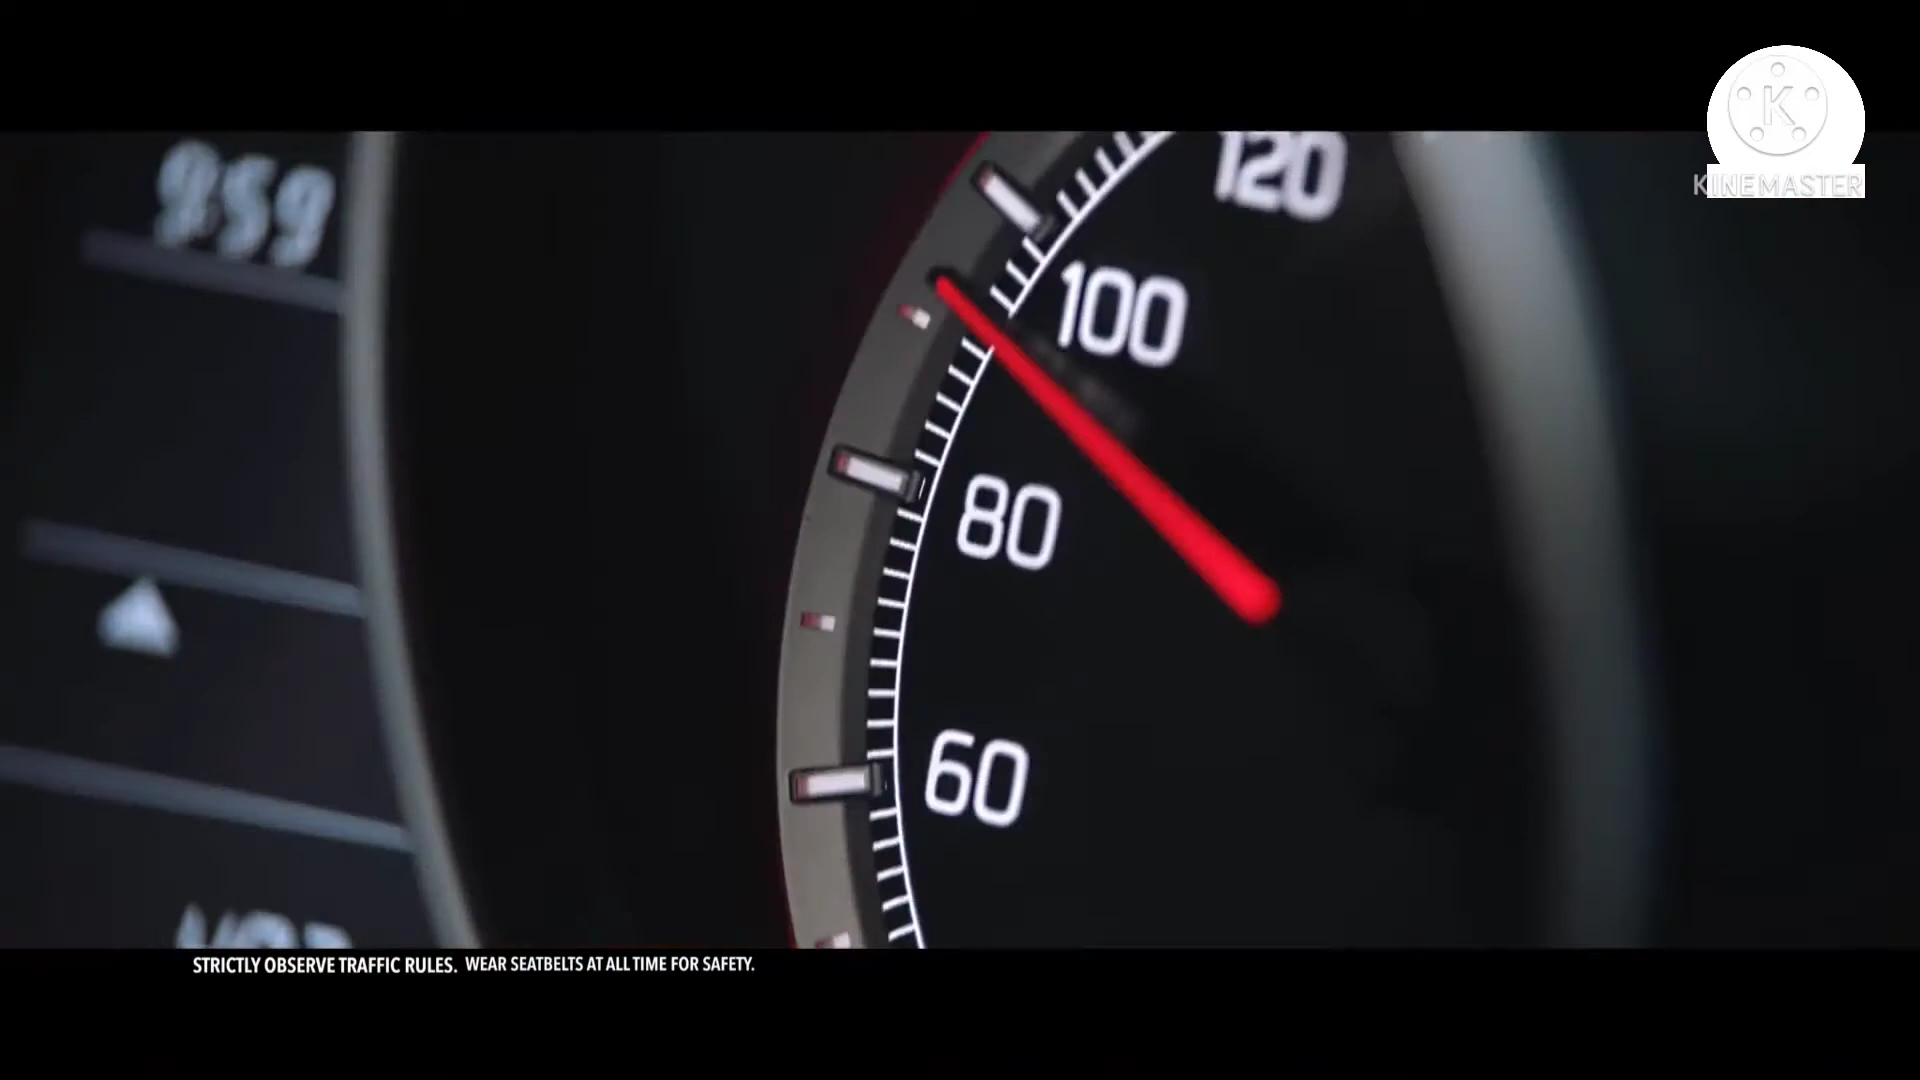 959
120
100
80
60
KINEMASTER
STRICTLY OBSERVE TRAFFIC RULES. WEAR SEATBELTS AT ALL TIME FOR SAFETY.